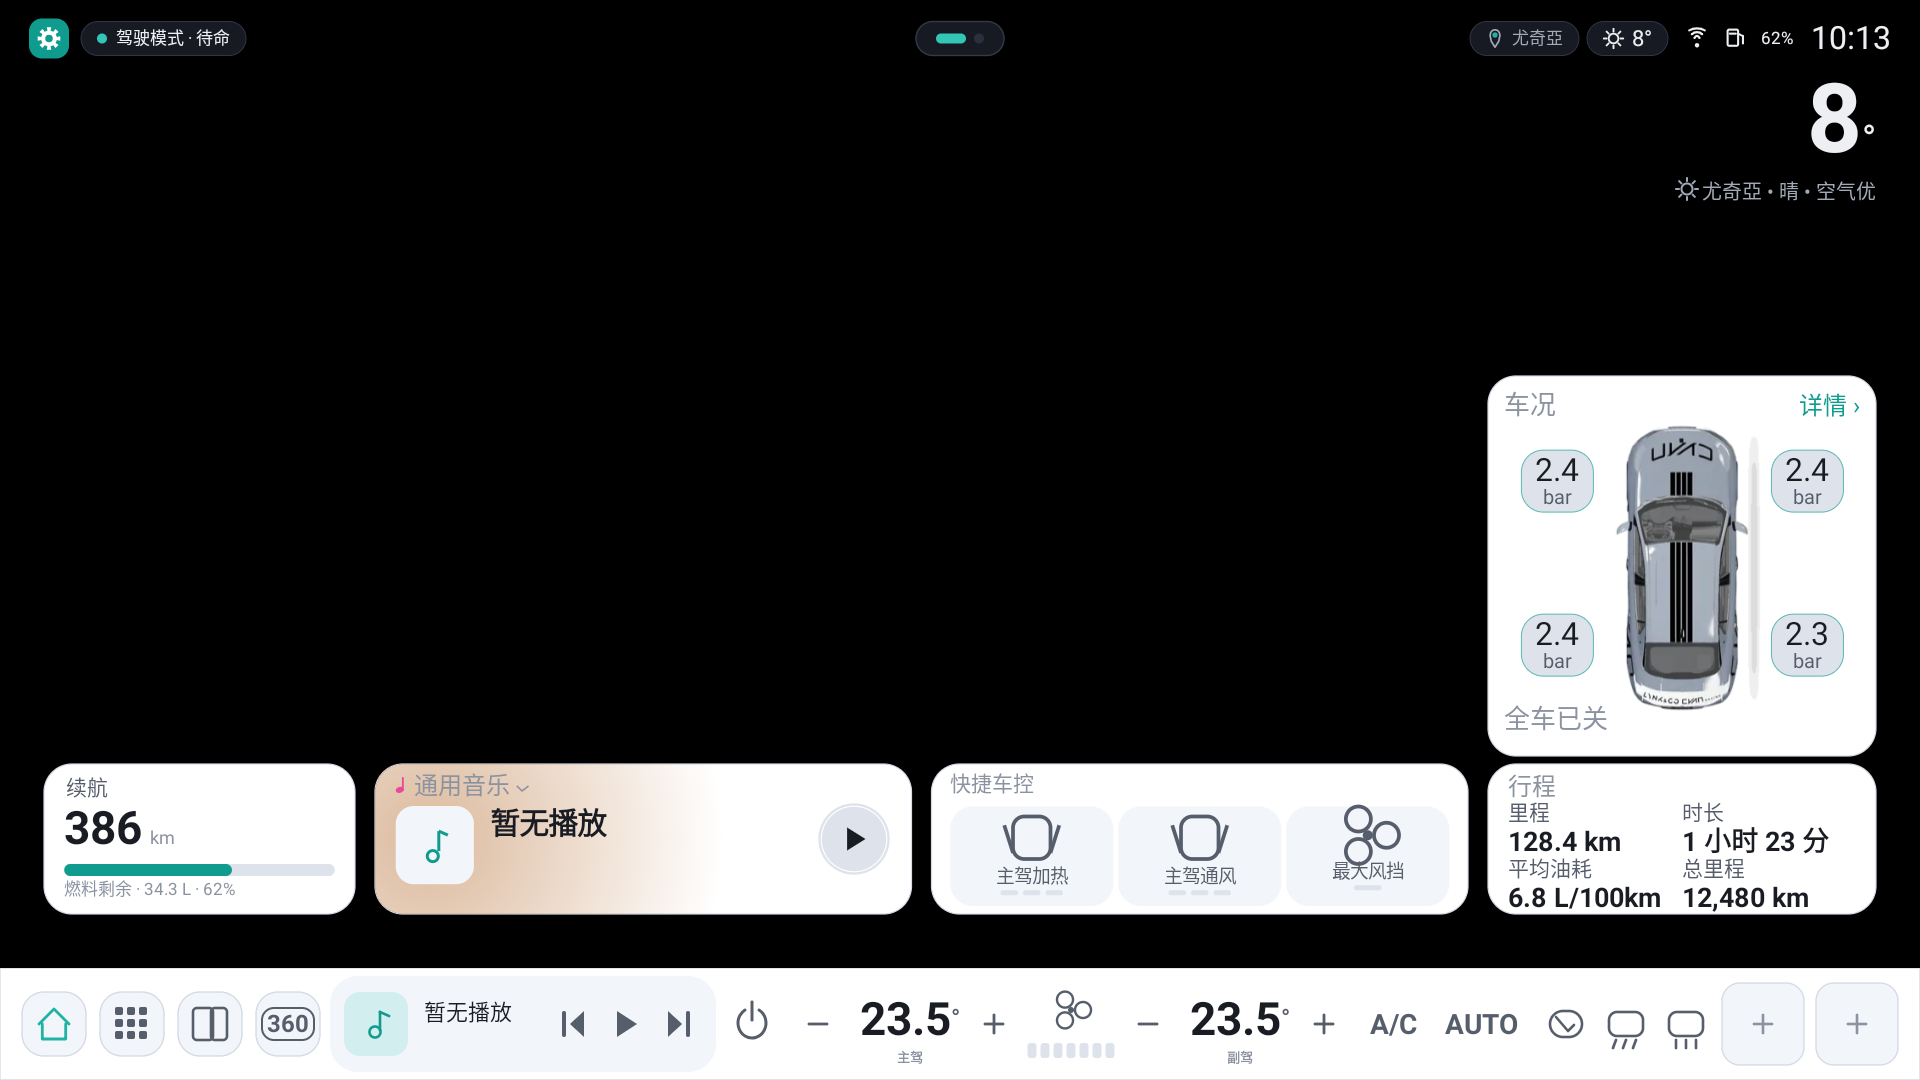 驾驶模式 · 待命
尤奇亞
8°
62%
10:13
8°
尤奇亞 • 晴 • 空气优
车况
详情 ›
2.4
bar
2.4
bar
2.4
bar
2.3
bar
全车已关
续航
386 km
燃料剩余 · 34.3 L · 62%
通用音乐
暂无播放
快捷车控
主驾加热
主驾通风
最大风挡
行程
里程
128.4 km
时长
1 小时 23 分
平均油耗
6.8 L/100km
总里程
12,480 km
360
暂无播放
23.5°
主驾
23.5°
副驾
A/C
AUTO